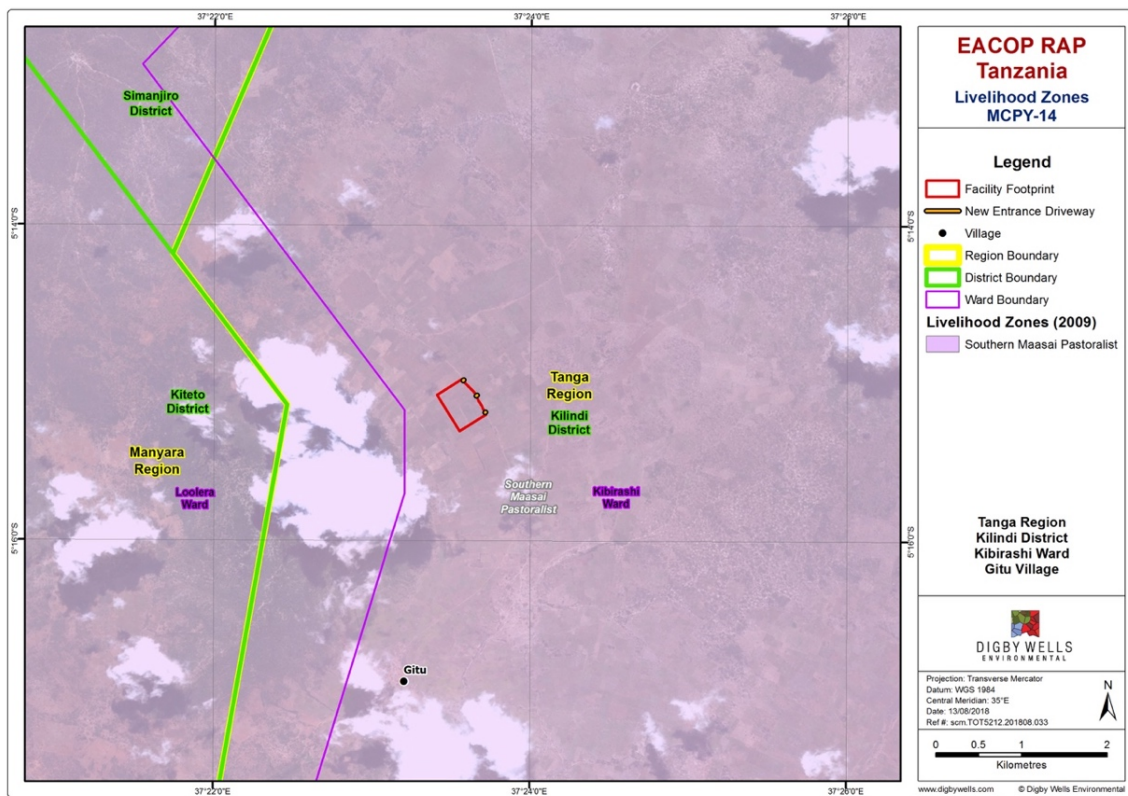 37°22'0"E
37°24'0"E
37°26'0"E
Simanjiro
District
5°14'0"S
5°14'0"S
Kiteto
District
Manyara
Region
Loolera
Ward
Tanga
Region
Kilindi
District
Southern
Maasai
Pastoralist
Kibirashi
Ward
5°16'0"S
5°16'0"S
Gitu
37°22'0"E
37°24'0"E
37°26'0"E
EACOP RAP
Tanzania
Livelihood Zones
MCPY-14
Legend
Facility Footprint
New Entrance Driveway
Village
Region Boundary
District Boundary
Ward Boundary
Livelihood Zones (2009)
Southern Maasai Pastoralist
Tanga Region
Kilindi District
Kibirashi Ward
Gitu Village
DIGBY WELLS
ENVIRONMENTAL
Projection: Transverse Mercator
Datum: WGS 1984
Central Meridian: 35°E
Date: 13/08/2018
Ref #: scm.TOT5212.201808.033
N
0 0.5 1 2
Kilometres
www.digbywells.com © Digby Wells Environmental